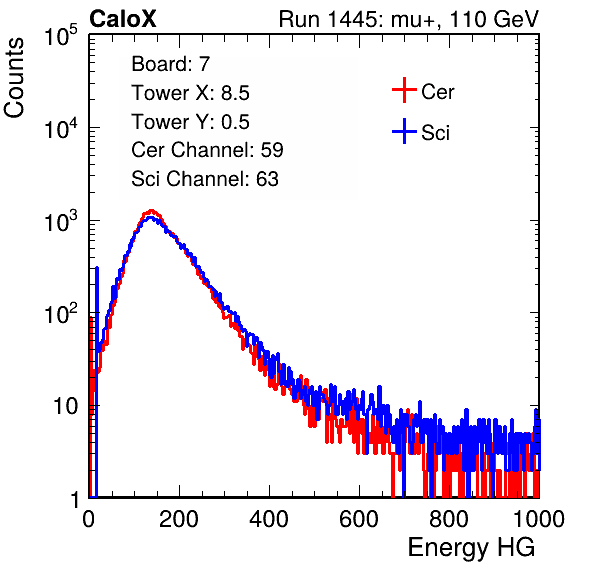 CaloX Run 1445: mu+, 110 GeV
Counts
Board: 7
Tower X: 8.5
Tower Y: 0.5
Cer Channel: 59
Sci Channel: 63
Cer
Sci
10^5
10^4
10^3
10^2
10
1
0 200 400 600 800 1000
Energy HG